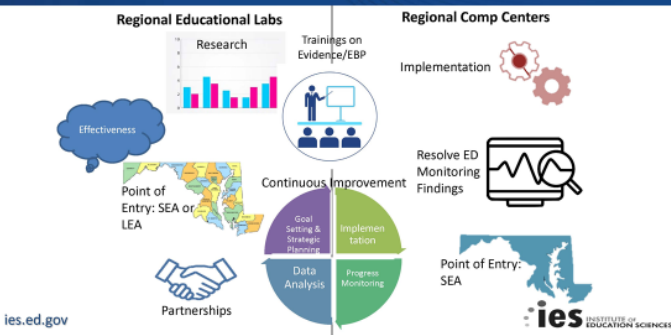 Regional Educational Labs
Regional Comp Centers
Research
Trainings on
Evidence/EBP
Implementation
Effectiveness
Resolve ED
Monitoring
Findings
Point of
Entry: SEA or
LEA
Continuous Improvement
Goal
Setting &
Strategic
Planning
Implemen
tation
Data
Analysis
Progress
Monitoring
Point of Entry:
SEA
Partnerships
ies.ed.gov
ies INSTITUTE OF
EDUCATION SCIENCES